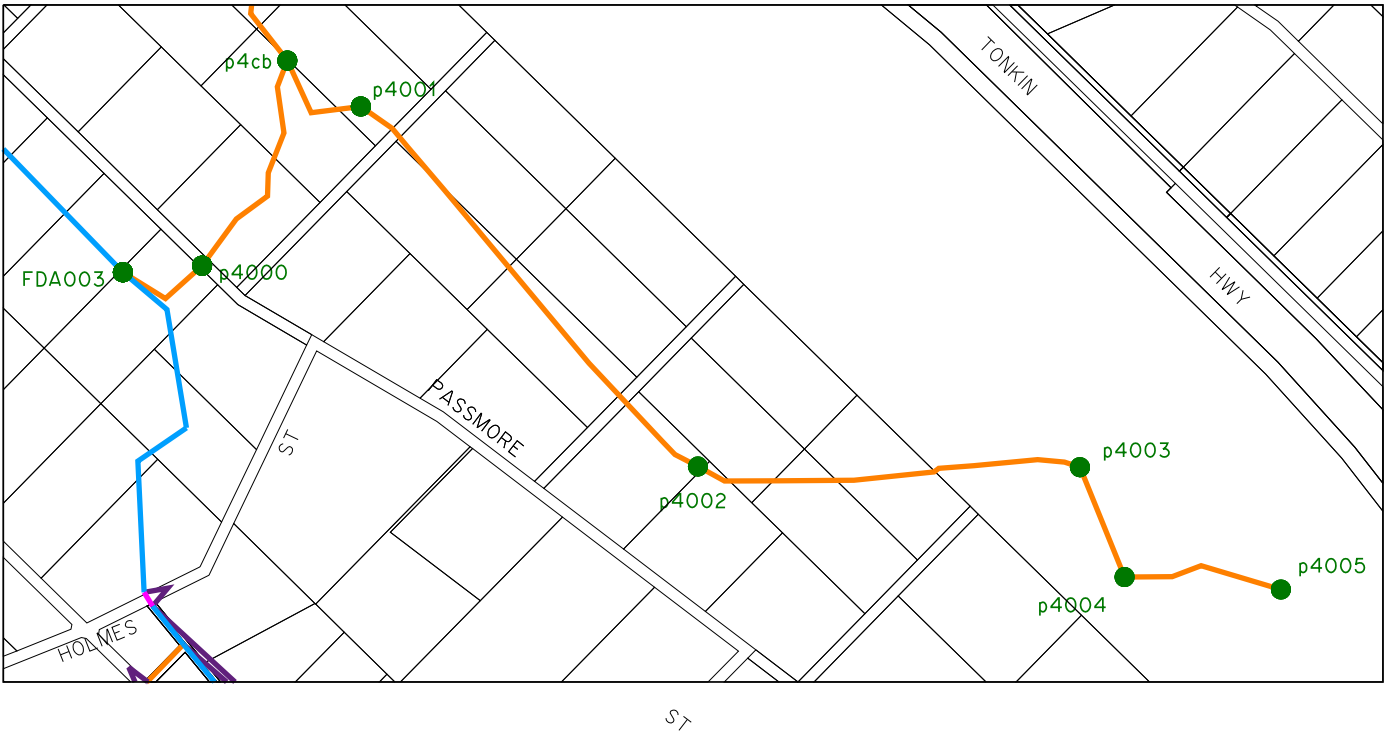 TONKIN
p4cb
p4001
HWY
FDA003
p4000
PASSMORE
ST
p4003
p4002
p4005
p4004
HOLMES
ST